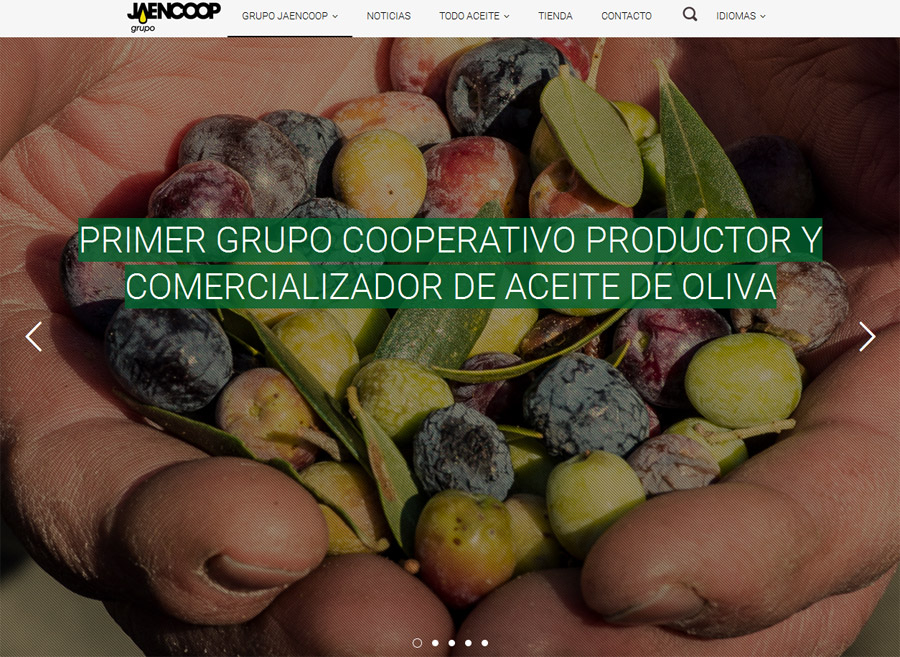 JAENCOOP
grupo
GRUPO JAENCOOP
NOTICIAS
TODO ACEITE
TIENDA
CONTACTO
IDIOMAS
PRIMER GRUPO COOPERATIVO PRODUCTOR Y
COMERCIALIZADOR DE ACEITE DE OLIVA